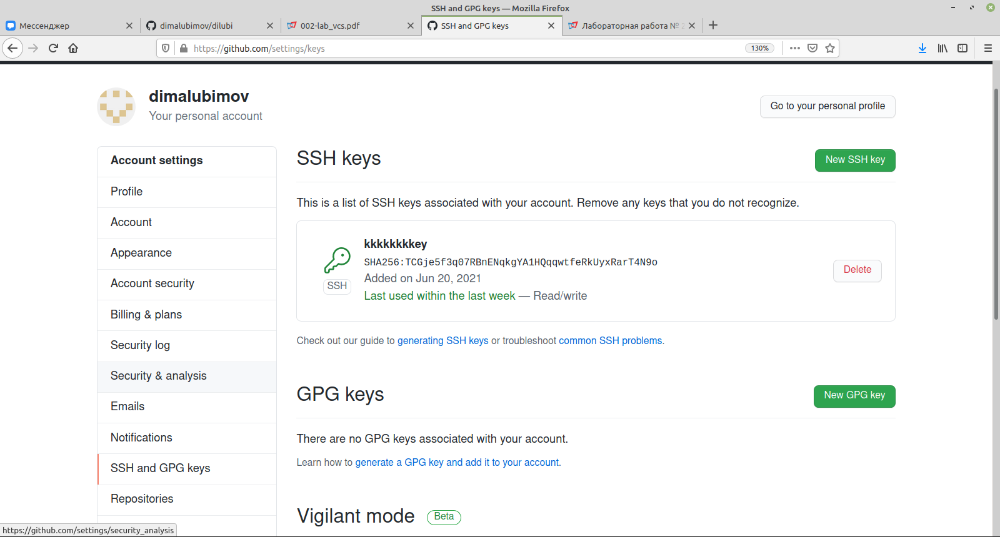 SSH and GPG keys — Mozilla Firefox
Мессенджер
dimalubimov/dilubi
002-lab_vcs.pdf
SSH and GPG keys
Лабораторная работа № 2
https://github.com/settings/keys
130%
dimalubimov
Your personal account
Go to your personal profile
Account settings
Profile
Account
Appearance
Account security
Billing & plans
Security log
Security & analysis
Emails
Notifications
SSH and GPG keys
Repositories
SSH keys
New SSH key
This is a list of SSH keys associated with your account. Remove any keys that you do not recognize.
kkkkkkkkey
SHA256:TCGje5f3q07RBnENqkgYA1HQqqwtfeRkUyxRarT4N9o
Added on Jun 20, 2021
Last used within the last week — Read/write
SSH
Delete
Check out our guide to generating SSH keys or troubleshoot common SSH problems.
GPG keys
New GPG key
There are no GPG keys associated with your account.
Learn how to generate a GPG key and add it to your account.
Vigilant mode
Beta
https://github.com/settings/security_analysis